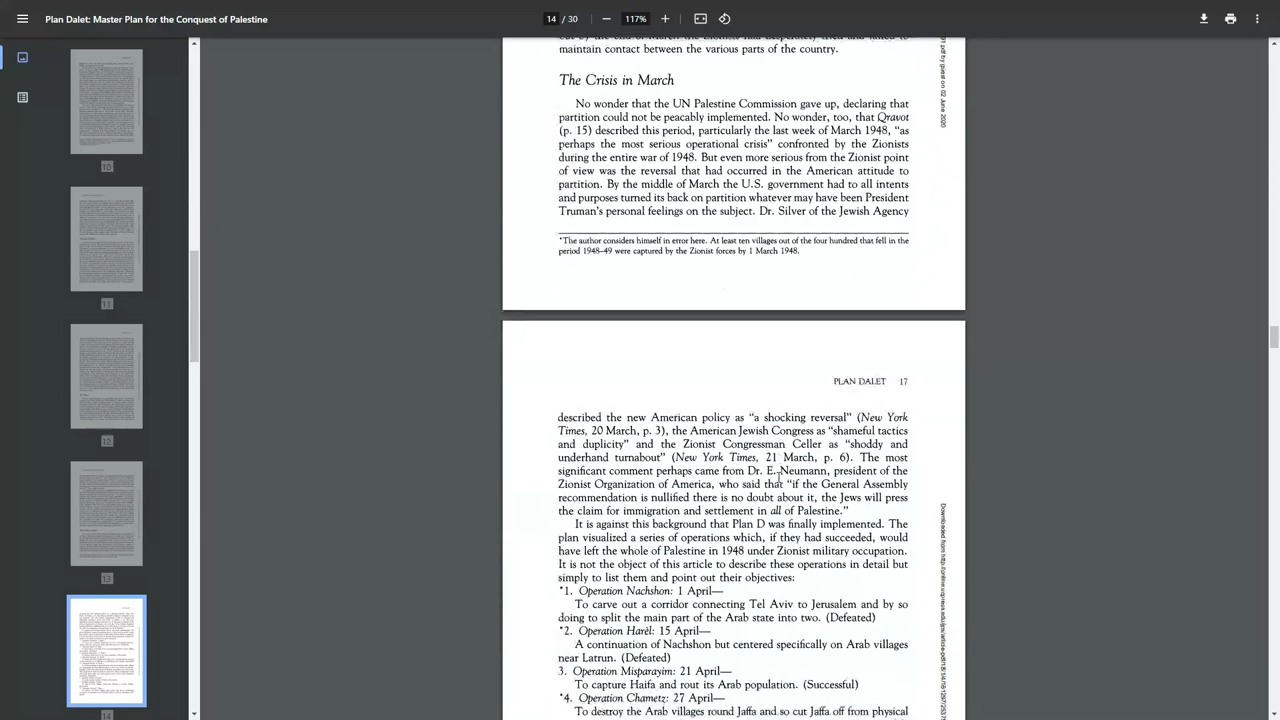 Plan Dalet: Master Plan for the Conquest of Palestine
14 / 30
117%
10
11
12
13
14
maintain contact between the various parts of the country.
The Crisis in March
No wonder that the UN Palestine Commission gave up, declaring that
partition could not be peacably implemented. No wonder, too, that Qravot
(p. 15) described this period, particularly the last week of March 1948, "as
perhaps the most serious operational crisis" confronted by the Zionists
during the entire war of 1948. But even more serious from the Zionist point
of view was the reversal that had occurred in the American attitude to
partition. By the middle of March the U.S. government had to all intents
and purposes turned its back on partition whatever may have been President
Truman's personal feelings on the subject. Dr. Silver of the Jewish Agency
*The author considers himself in error here. At least ten villages out of the four hundred that fell in the
period 1948–49 were captured by the Zionist forces by 1 March 1948.
91.pdf by guest on 02 June 2020
PLAN DALET 17
described the new American policy as "a shocking reversal" (New York
Times, 20 March, p. 3), the American Jewish Congress as "shameful tactics
and duplicity" and the Zionist Congressman Celler as "shoddy and
underhand turnabout" (New York Times, 21 March, p. 6). The most
significant comment perhaps came from Dr. E. Neumann, president of the
Zionist Organization of America, who said that "if the General Assembly
recommendation is nullified there is no doubt about it, the Jews will press
the claim for immigration and settlement in all of Palestine."
It is against this background that Plan D was finally implemented. The
plan visualized a series of operations which, if they had succeeded, would
have left the whole of Palestine in 1948 under Zionist military occupation.
It is not the object of this article to describe these operations in detail but
simply to list them and point out their objectives:
*1. Operation Nachshon: 1 April—
To carve out a corridor connecting Tel Aviv to Jerusalem and by so
doing to split the main part of the Arab state into two. (Defeated)
*2. Operation Harel: 15 April—
A continuation of Nachshon but centered specifically on Arab villages
near Latrun. (Defeated)
3. Operation Misparayim: 21 April—
To capture Haifa and rout its Arab population. (Successful)
*4. Operation Chametz: 27 April—
To destroy the Arab villages round Jaffa and so cut Jaffa off from physical
Downloaded from